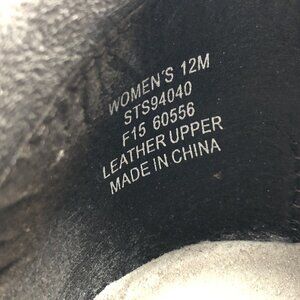 WOMEN'S 12M
STS94040
F15 60556
LEATHER UPPER
MADE IN CHINA